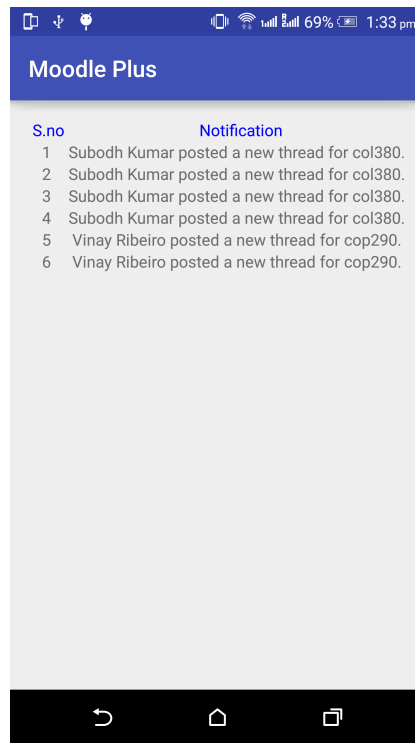 69% 1:33 pm
Moodle Plus
S.no Notification
1 Subodh Kumar posted a new thread for col380.
2 Subodh Kumar posted a new thread for col380.
3 Subodh Kumar posted a new thread for col380.
4 Subodh Kumar posted a new thread for col380.
5 Vinay Ribeiro posted a new thread for cop290.
6 Vinay Ribeiro posted a new thread for cop290.